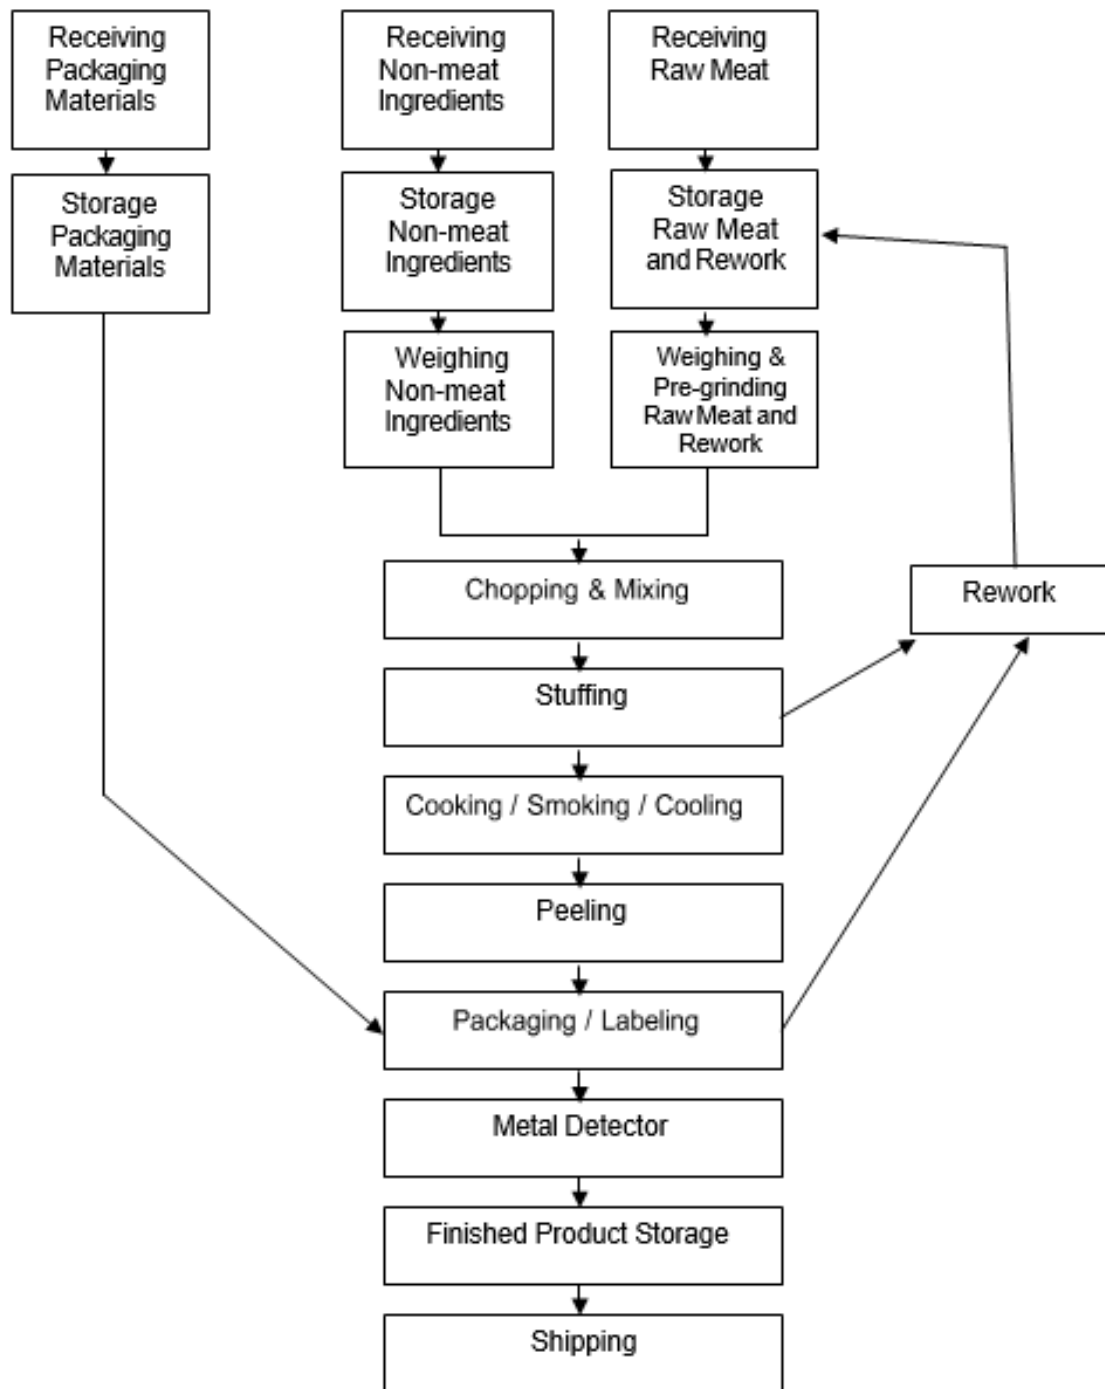 Receiving
Packaging
Materials
Receiving
Non-meat
Ingredients
Receiving
Raw Meat
Storage
Packaging
Materials
Storage
Non-meat
Ingredients
Storage
Raw Meat
and Rework
Weighing
Non-meat
Ingredients
Weighing &
Pre-grinding
Raw Meat and
Rework
Chopping & Mixing
Rework
Stuffing
Cooking / Smoking / Cooling
Peeling
Packaging / Labeling
Metal Detector
Finished Product Storage
Shipping